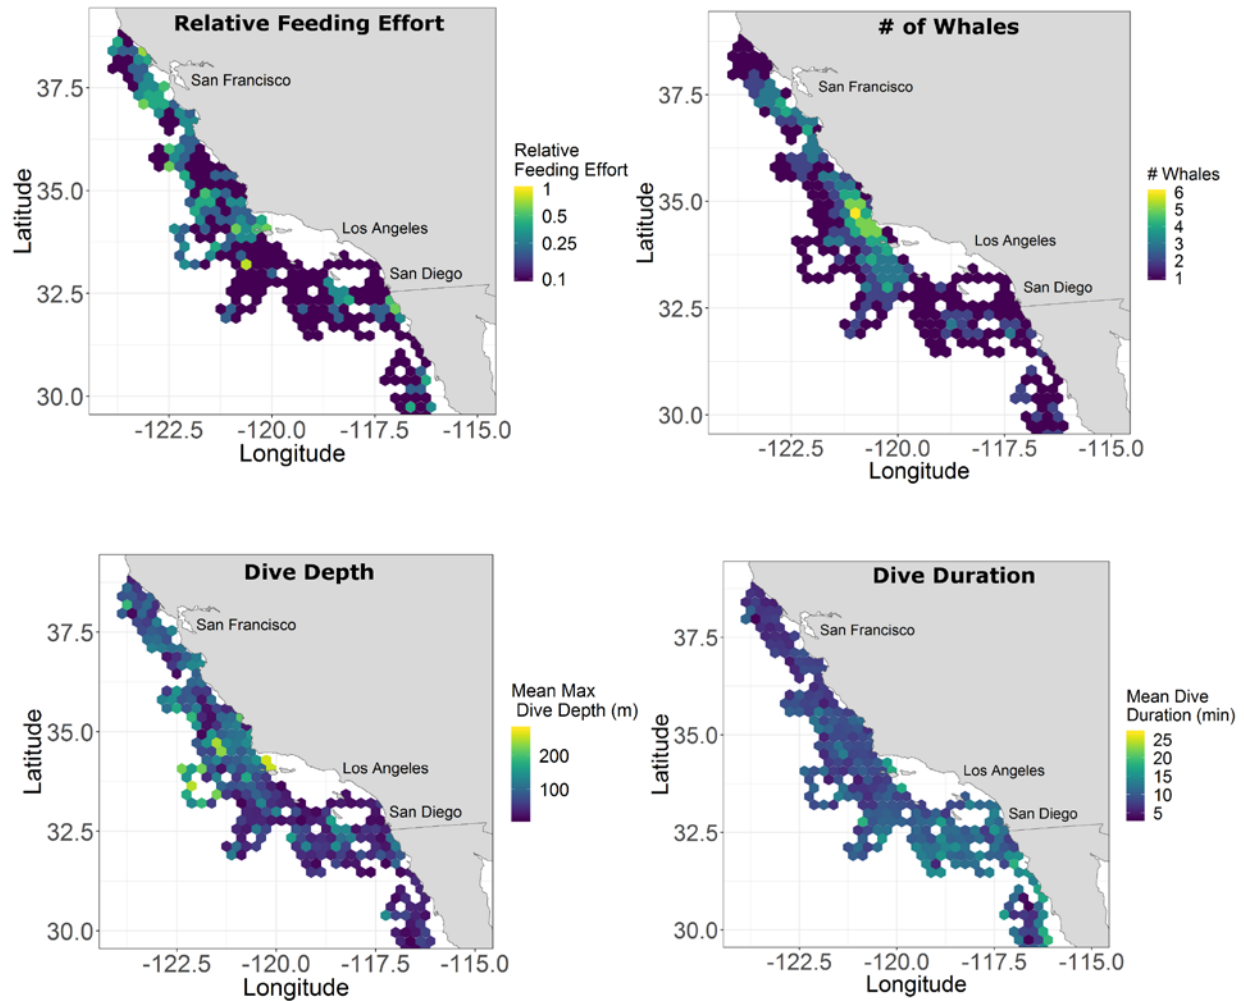 Relative Feeding Effort
San Francisco
Los Angeles
San Diego
37.5
35.0
32.5
30.0
Latitude
-122.5
-120.0
-117.5
-115.0
Longitude
Relative
Feeding Effort
1
0.5
0.25
0.1
# of Whales
San Francisco
Los Angeles
San Diego
37.5
35.0
32.5
30.0
Latitude
-122.5
-120.0
-117.5
-115.0
Longitude
# Whales
6
5
4
3
2
1
Dive Depth
San Francisco
Los Angeles
San Diego
37.5
35.0
32.5
30.0
Latitude
-122.5
-120.0
-117.5
-115.0
Longitude
Mean Max
Dive Depth (m)
200
100
Dive Duration
San Francisco
Los Angeles
San Diego
37.5
35.0
32.5
30.0
Latitude
-122.5
-120.0
-117.5
-115.0
Longitude
Mean Dive
Duration (min)
25
20
15
10
5